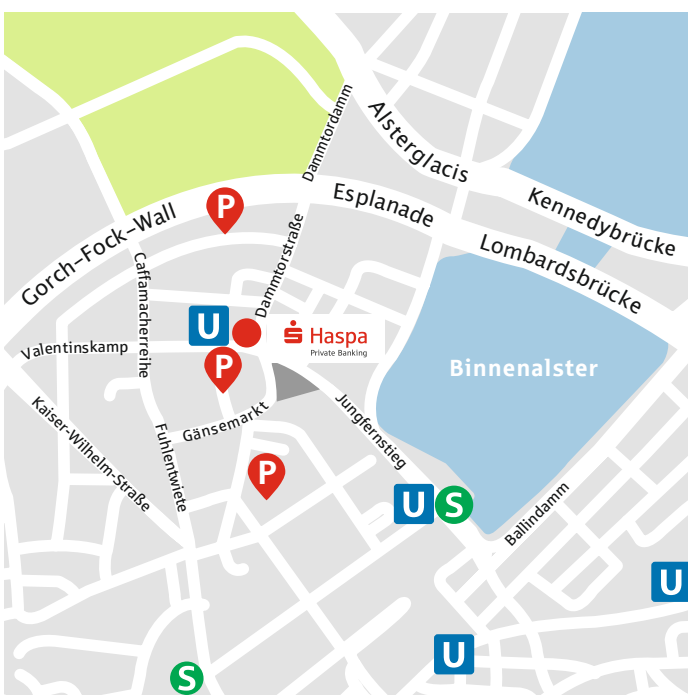 Dammtordamm
Alsterglacis
Kennedybrücke
Esplanade
Lombardsbrücke
P
Gorch-Fock-Wall
Dammtorstraße
Caffamacherreihe
U
Haspa
Private Banking
Valentinskamp
P
Binnenalster
Kaiser-Wilhelm-Straße
Gänsemarkt
Jungfernstieg
Fuhlentwiete
P
U
S
Ballindamm
U
U
S